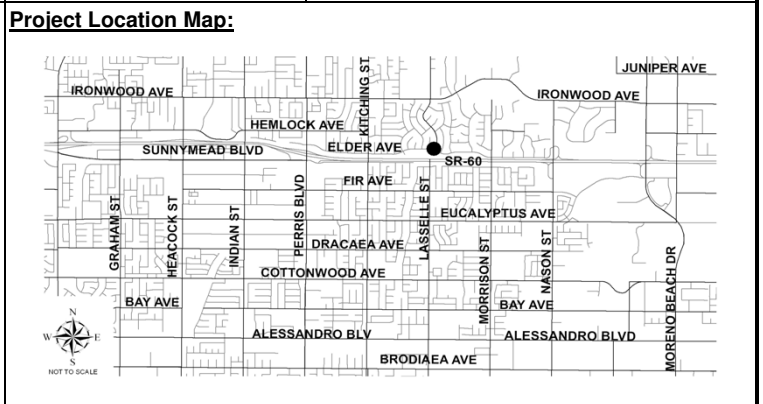 Project Location Map:
JUNIPER AVE
IRONWOOD AVE
IRONWOOD AVE
KITCHING ST
HEMLOCK AVE
SUNNYMEAD BLVD
ELDER AVE
SR-60
FIR AVE
GRAHAM ST
HEACOCK ST
INDIAN ST
PERRIS BLVD
LASSELLE ST
EUCALYPTUS AVE
DRACAEA AVE
MORRISON ST
NASON ST
MORENO BEACH DR
COTTONWOOD AVE
BAY AVE
BAY AVE
ALESSANDRO BLV
ALESSANDRO BLVD
BRODIAEA AVE
N
W
E
S
NOT TO SCALE